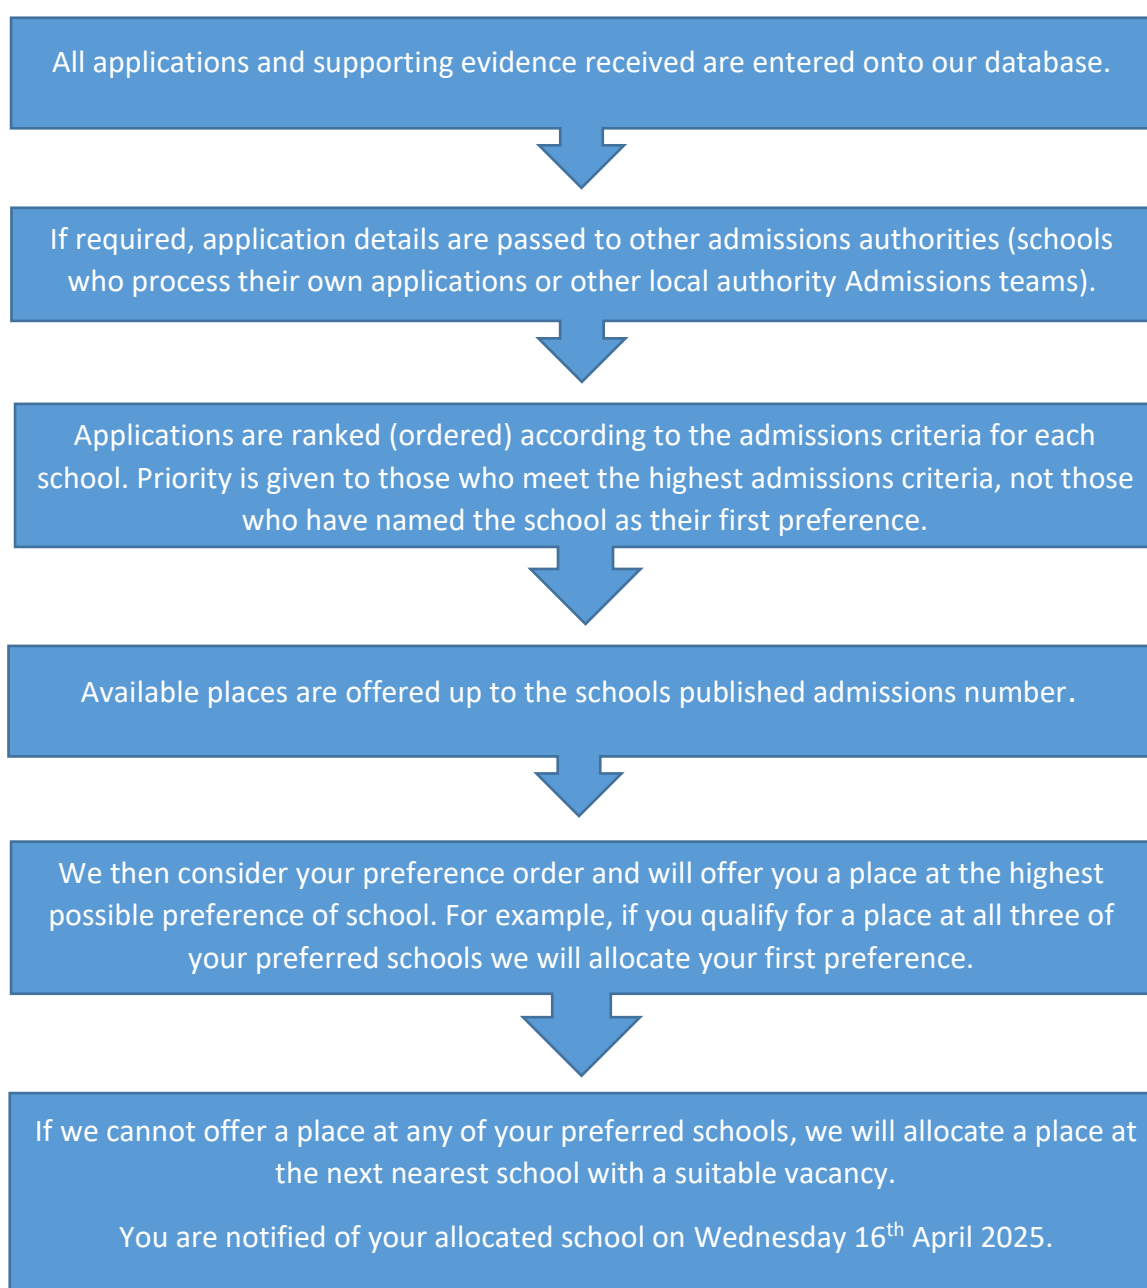 All applications and supporting evidence received are entered onto our database.
If required, application details are passed to other admissions authorities (schools
who process their own applications or other local authority Admissions teams).
Applications are ranked (ordered) according to the admissions criteria for each
school. Priority is given to those who meet the highest admissions criteria, not those
who have named the school as their first preference.
Available places are offered up to the schools published admissions number.
We then consider your preference order and will offer you a place at the highest
possible preference of school. For example, if you qualify for a place at all three of
your preferred schools we will allocate your first preference.
If we cannot offer a place at any of your preferred schools, we will allocate a place at
the next nearest school with a suitable vacancy.
You are notified of your allocated school on Wednesday 16th April 2025.